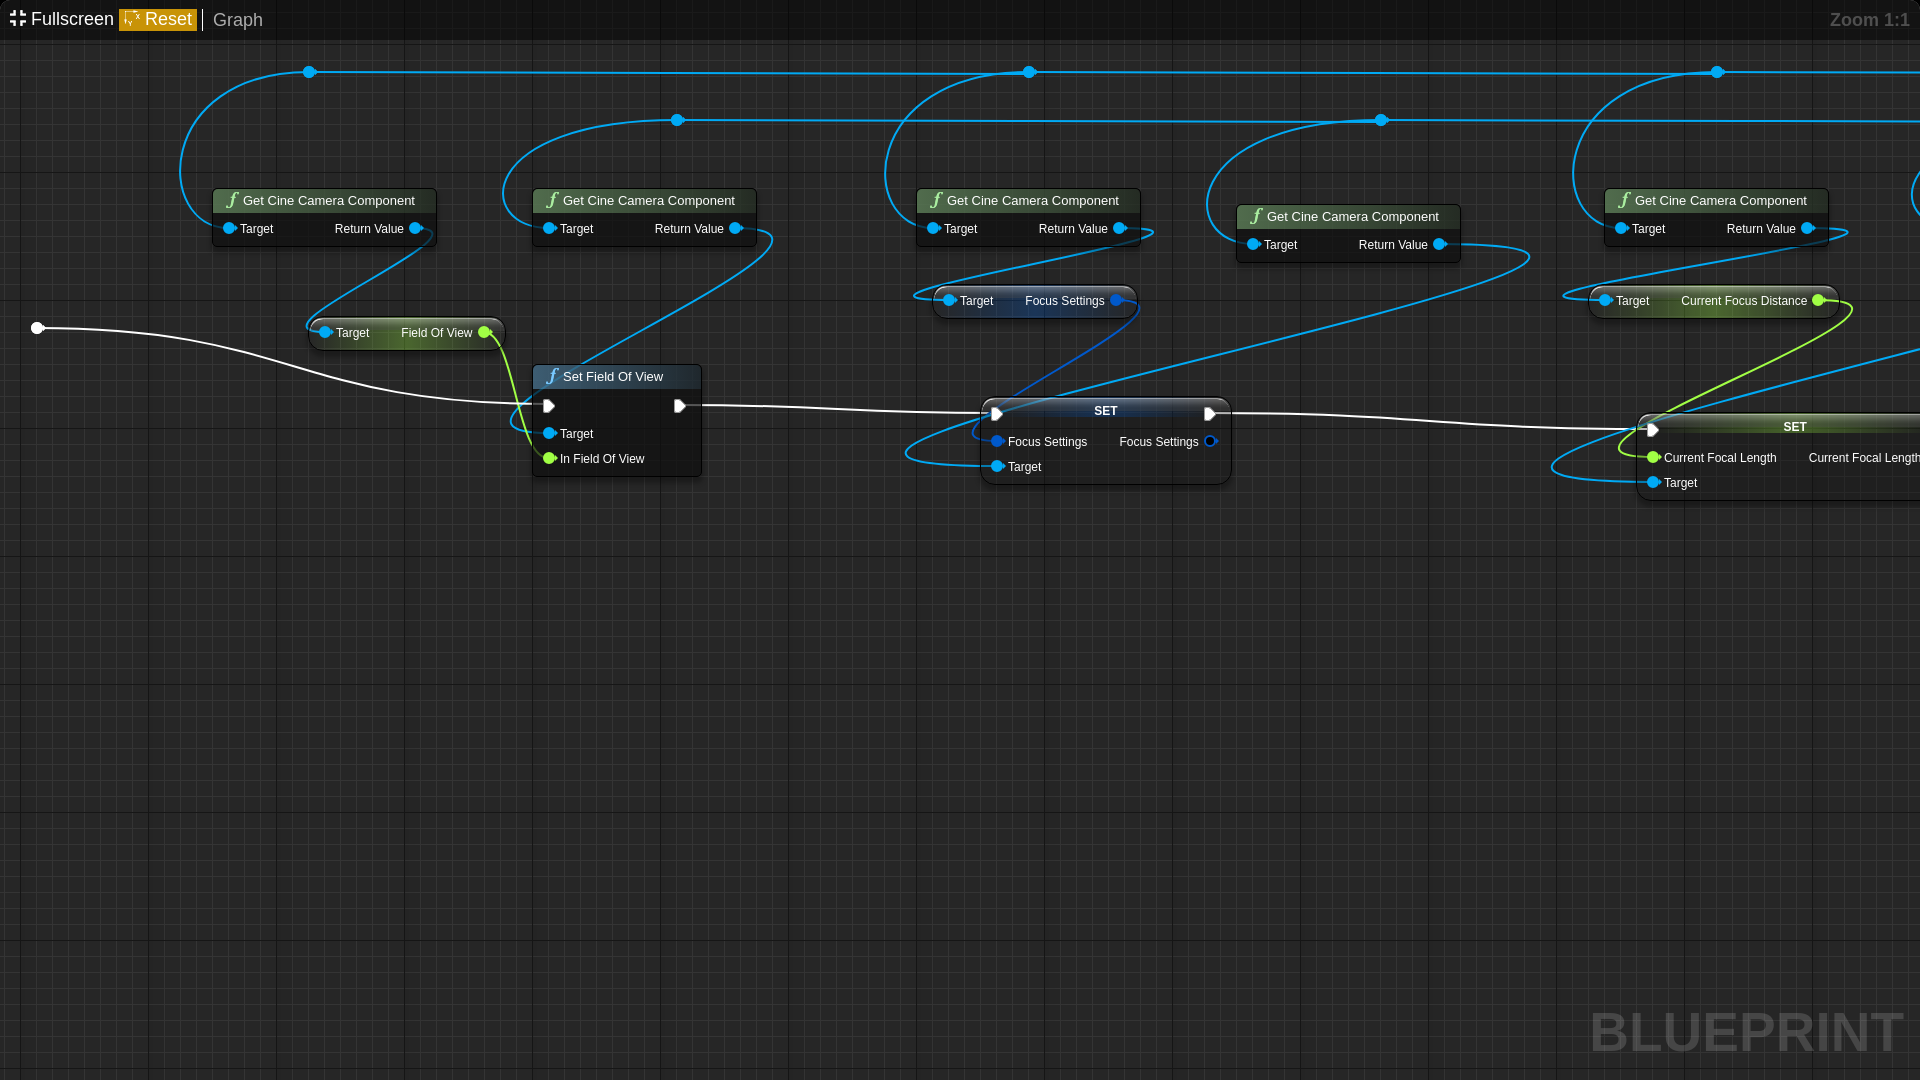 Fullscreen Reset Graph Zoom 1:1
Get Cine Camera Component
Target Return Value
Get Cine Camera Component
Target Return Value
Get Cine Camera Component
Target Return Value
Get Cine Camera Component
Target Return Value
Get Cine Camera Component
Target Return Value
Target Focus Settings
Target Current Focus Distance
Target Field Of View
Set Field Of View
Target
In Field Of View
SET
Focus Settings Focus Settings
Target
SET
Current Focal Length Current Focal Length
Target
BLUEPRINT